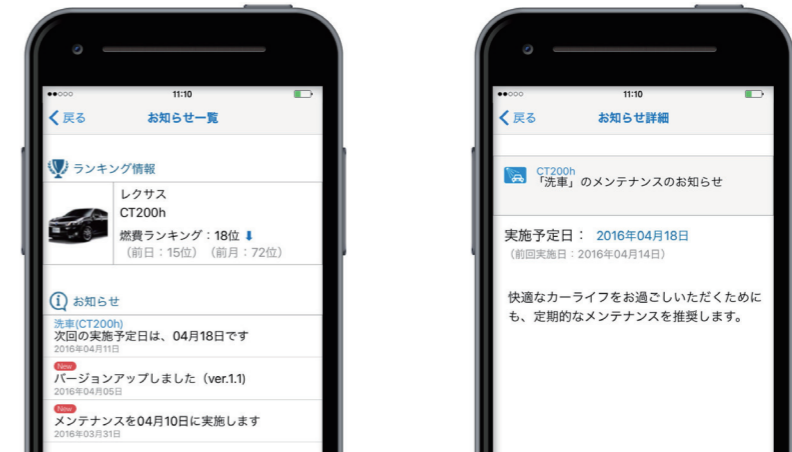 11:10
戻る
お知らせ一覧
ランキング情報
レクサス
CT200h
燃費ランキング：18位
（前日：15位）（前月：72位）
お知らせ
洗車(CT200h)
次回の実施予定日は、04月18日です
2016年04月11日
New
バージョンアップしました（ver.1.1)
2016年04月05日
New
メンテナンスを04月10日に実施します
2016年03月31日
11:10
戻る
お知らせ詳細
CT200h
「洗車」のメンテナンスのお知らせ
実施予定日： 2016年04月18日
（前回実施日：2016年04月14日）
快適なカーライフをお過ごしいただくために
も、定期的なメンテナンスを推奨します。